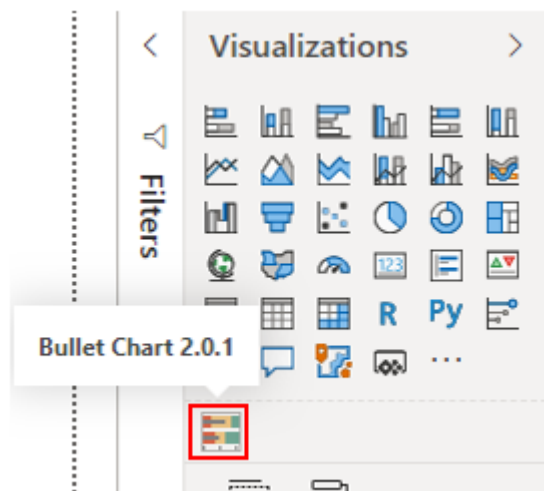 Visualizations
Filters
123
R
Py
Bullet Chart 2.0.1